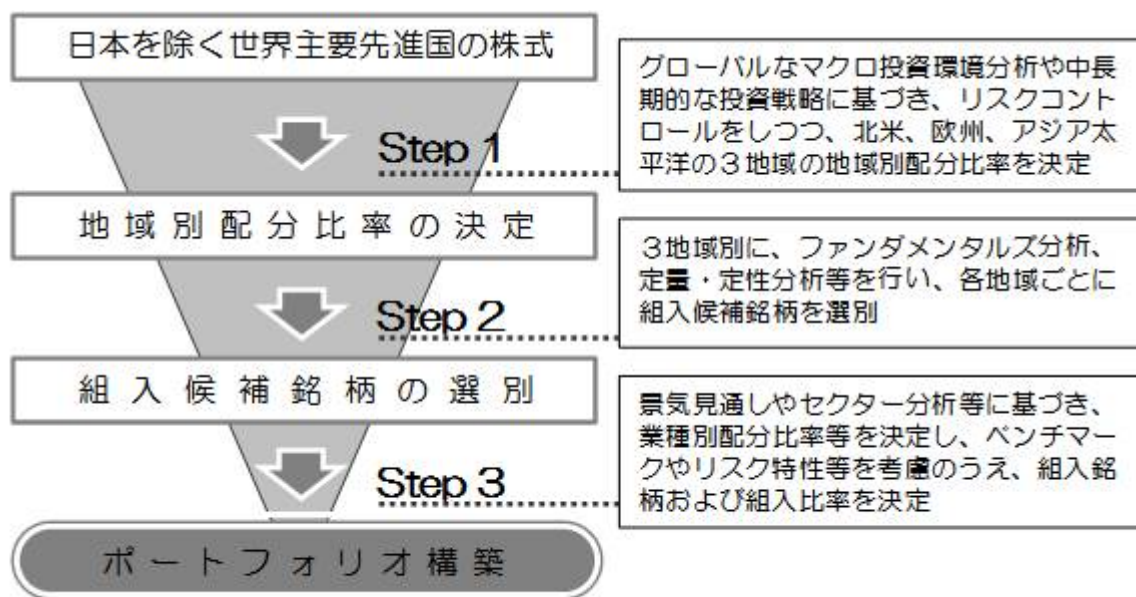 日本を除く世界主要先進国の株式
Step 1
グローバルなマクロ投資環境分析や中長
期的な投資戦略に基づき、リスクコント
ロールをしつつ、北米、欧州、アジア太
平洋の3地域の地域別配分比率を決定
地域別配分比率の決定
Step 2
3地域別に、ファンダメンタルズ分析、
定量・定性分析等を行い、各地域ごとに
組入候補銘柄を選別
組入候補銘柄の選別
Step 3
景気見通しやセクター分析等に基づき、
業種別配分比率等を決定し、ベンチマー
クやリスク特性等を考慮のうえ、組入銘
柄および組入比率を決定
ポートフォリオ構築